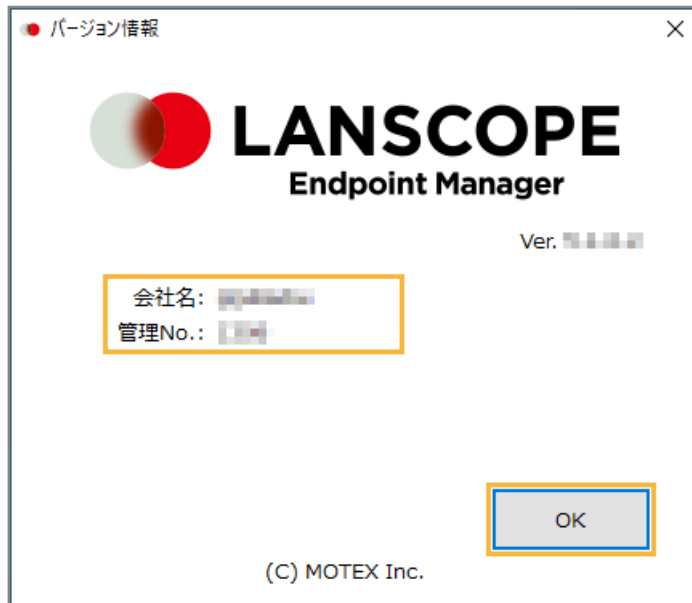 バージョン情報
LANSCOPE
Endpoint Manager
Ver.
会社名:
管理No.:
OK
(C) MOTEX Inc.